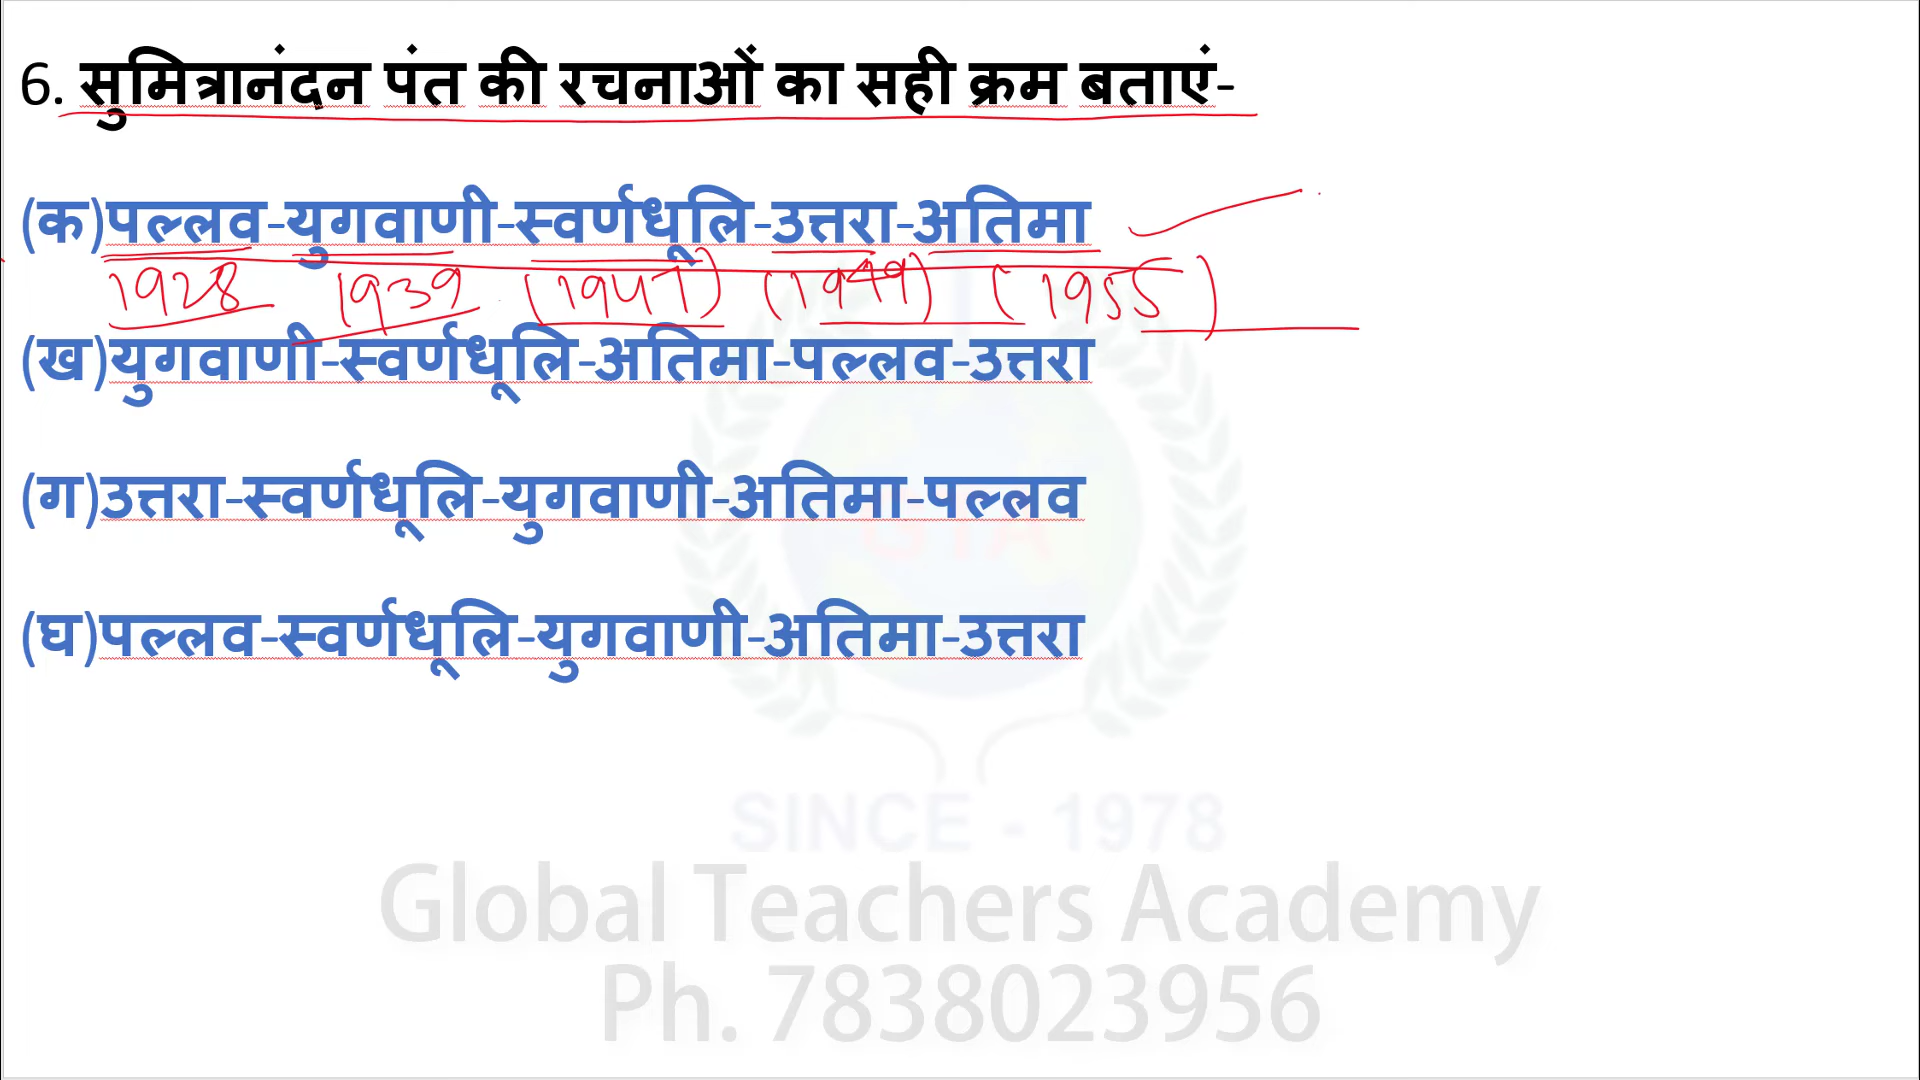 6. सुमित्रानंदन पंत की रचनाओं का सही क्रम बताएं-
(क)पल्लव-युगवाणी-स्वर्णधूलि-उत्तरा-अतिमा
1928 1939 (1947) (1949) (1955)
(ख)युगवाणी-स्वर्णधूलि-अतिमा-पल्लव-उत्तरा
(ग)उत्तरा-स्वर्णधूलि-युगवाणी-अतिमा-पल्लव
GTA
(घ)पल्लव-स्वर्णधूलि-युगवाणी-अतिमा-उत्तरा
SINCE - 1978
Global Teachers Academy
Ph. 7838023956